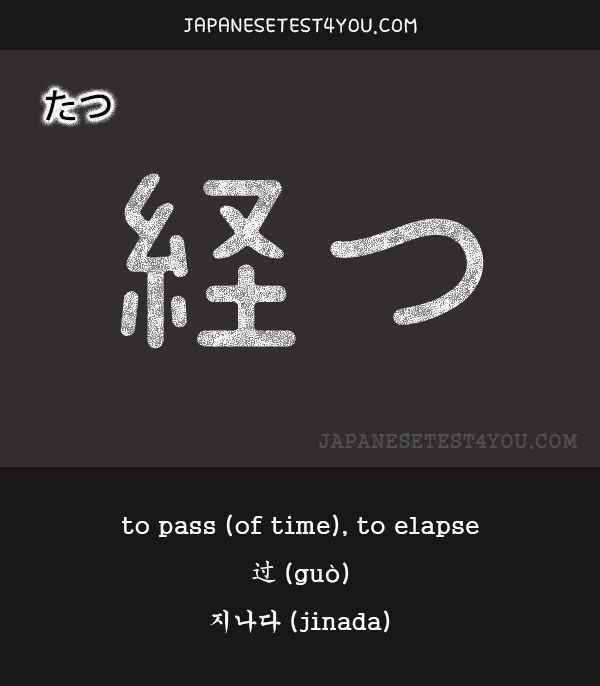 JAPANESETEST4YOU.COM
たつ
経つ
JAPANESETEST4YOU.COM
to pass (of time), to elapse
过 (guò)
지나다 (jinada)